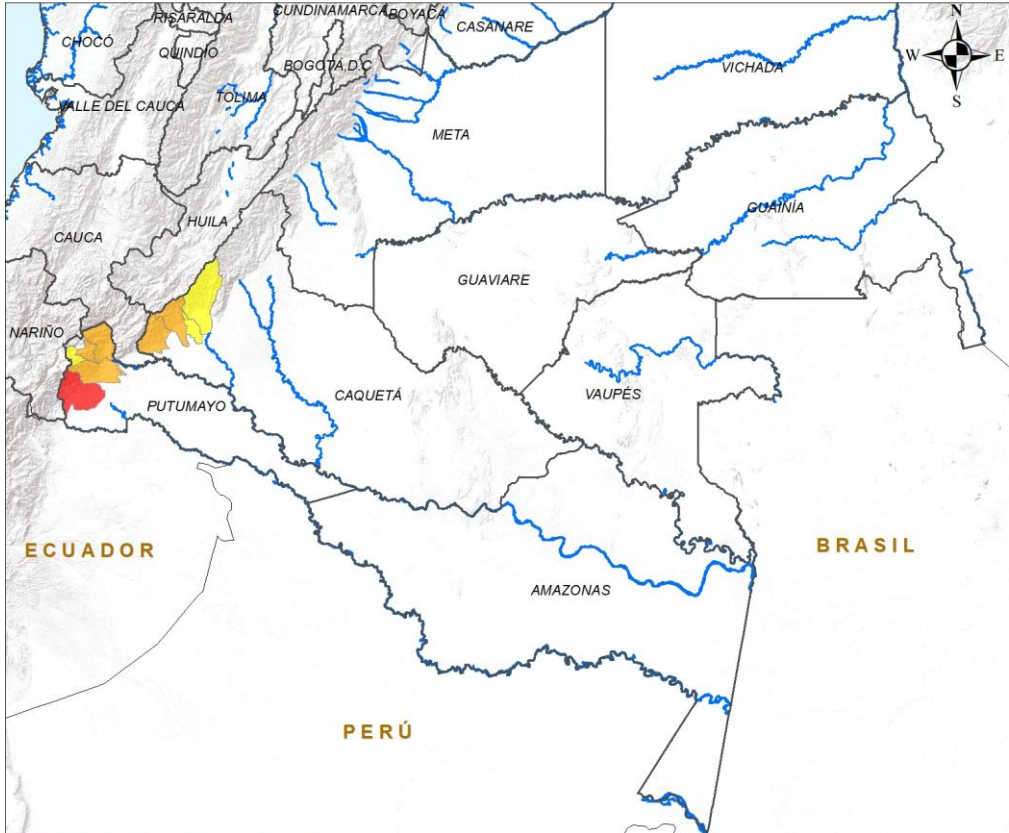 RISARALDA
CUNDINAMARCA
BOYACÁ
CASANARE
CHOCÓ
QUINDÍO
BOGOTÁ D.C
VICHADA
N
W
E
S
VALLE DEL CAUCA
TOLIMA
META
HUILA
GUAINÍA
CAUCA
GUAVIARE
NARIÑO
CAQUETÁ
VAUPÉS
PUTUMAYO
ECUADOR
BRASIL
AMAZONAS
PERÚ